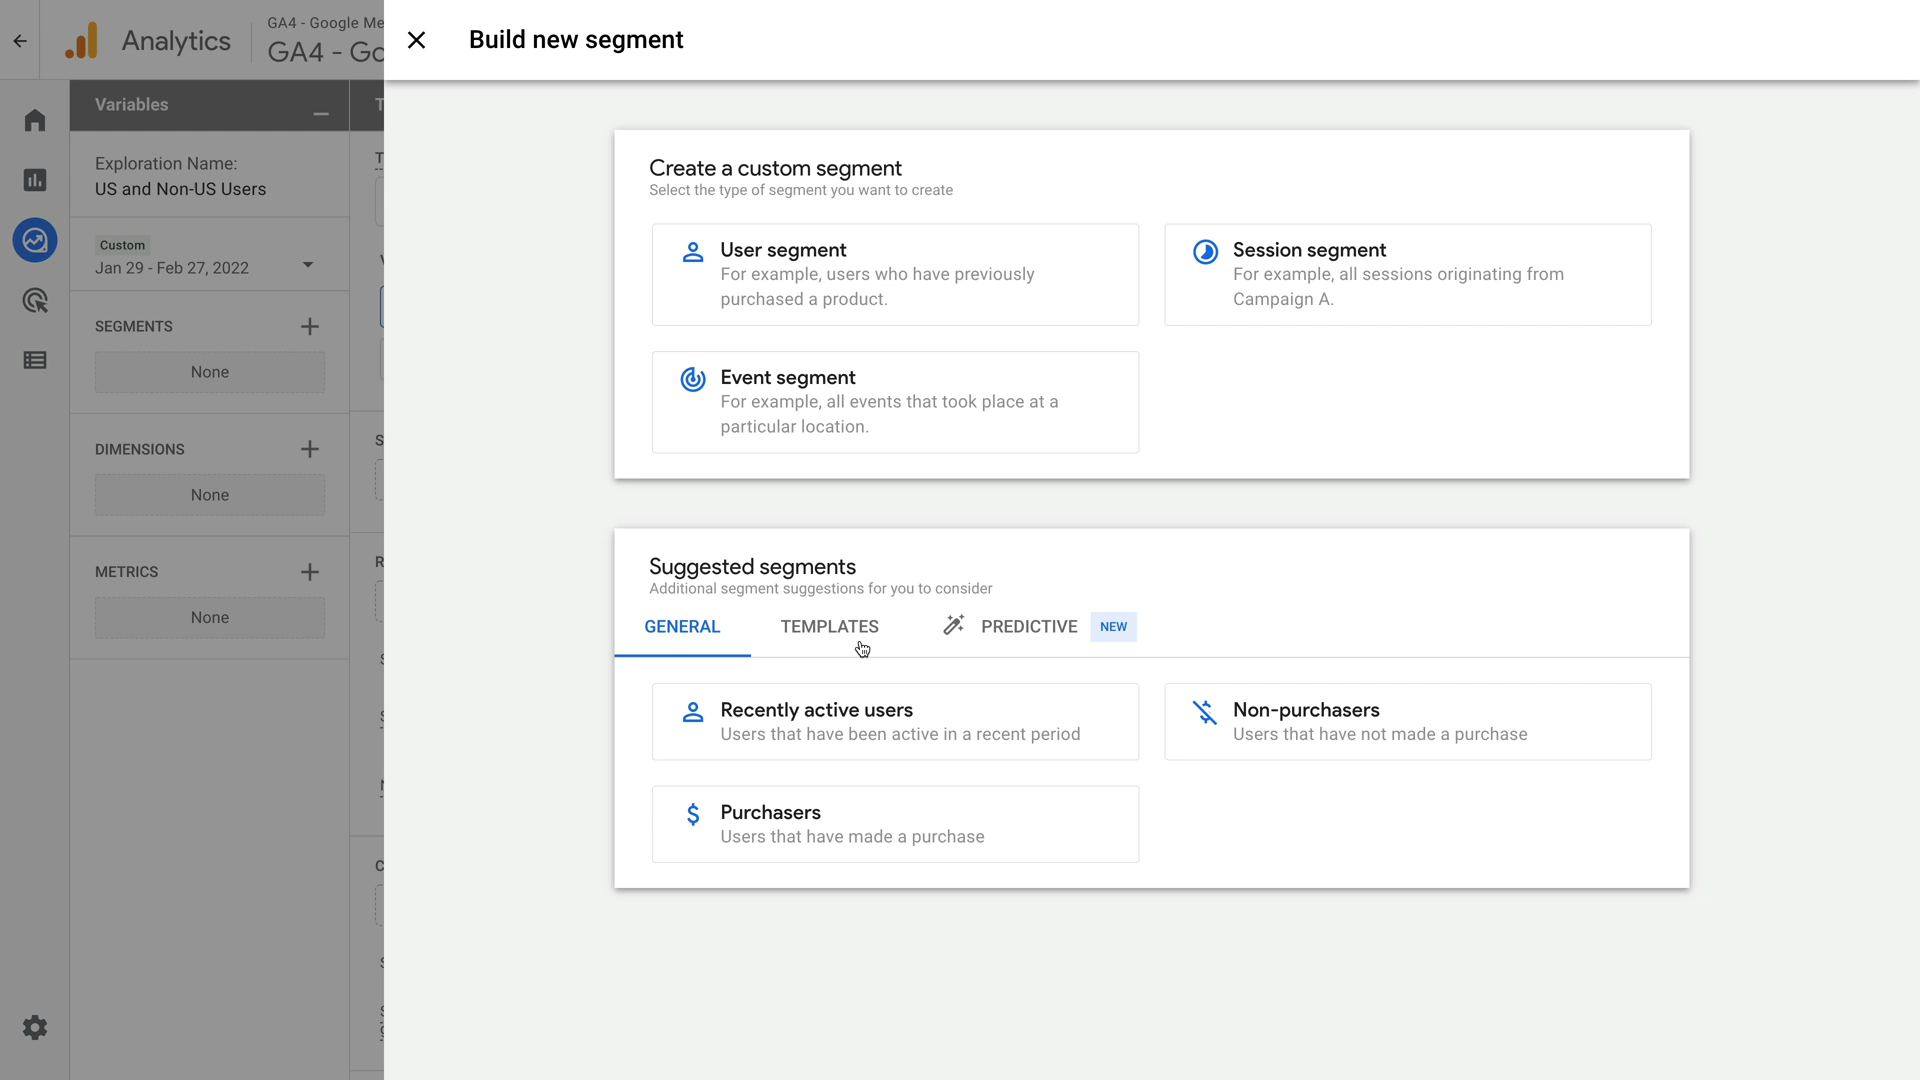 GA4 - Google Me
Analytics
GA4 - Go
Build new segment
Variables
T
Exploration Name:
US and Non-US Users
T
Custom
Jan 29 - Feb 27, 2022
SEGMENTS
None
DIMENSIONS
None
METRICS
None
Create a custom segment
Select the type of segment you want to create
User segment
For example, users who have previously
purchased a product.
Session segment
For example, all sessions originating from
Campaign A.
Event segment
For example, all events that took place at a
particular location.
Suggested segments
Additional segment suggestions for you to consider
GENERAL
TEMPLATES
PREDICTIVE
NEW
Recently active users
Users that have been active in a recent period
Non-purchasers
Users that have not made a purchase
Purchasers
Users that have made a purchase